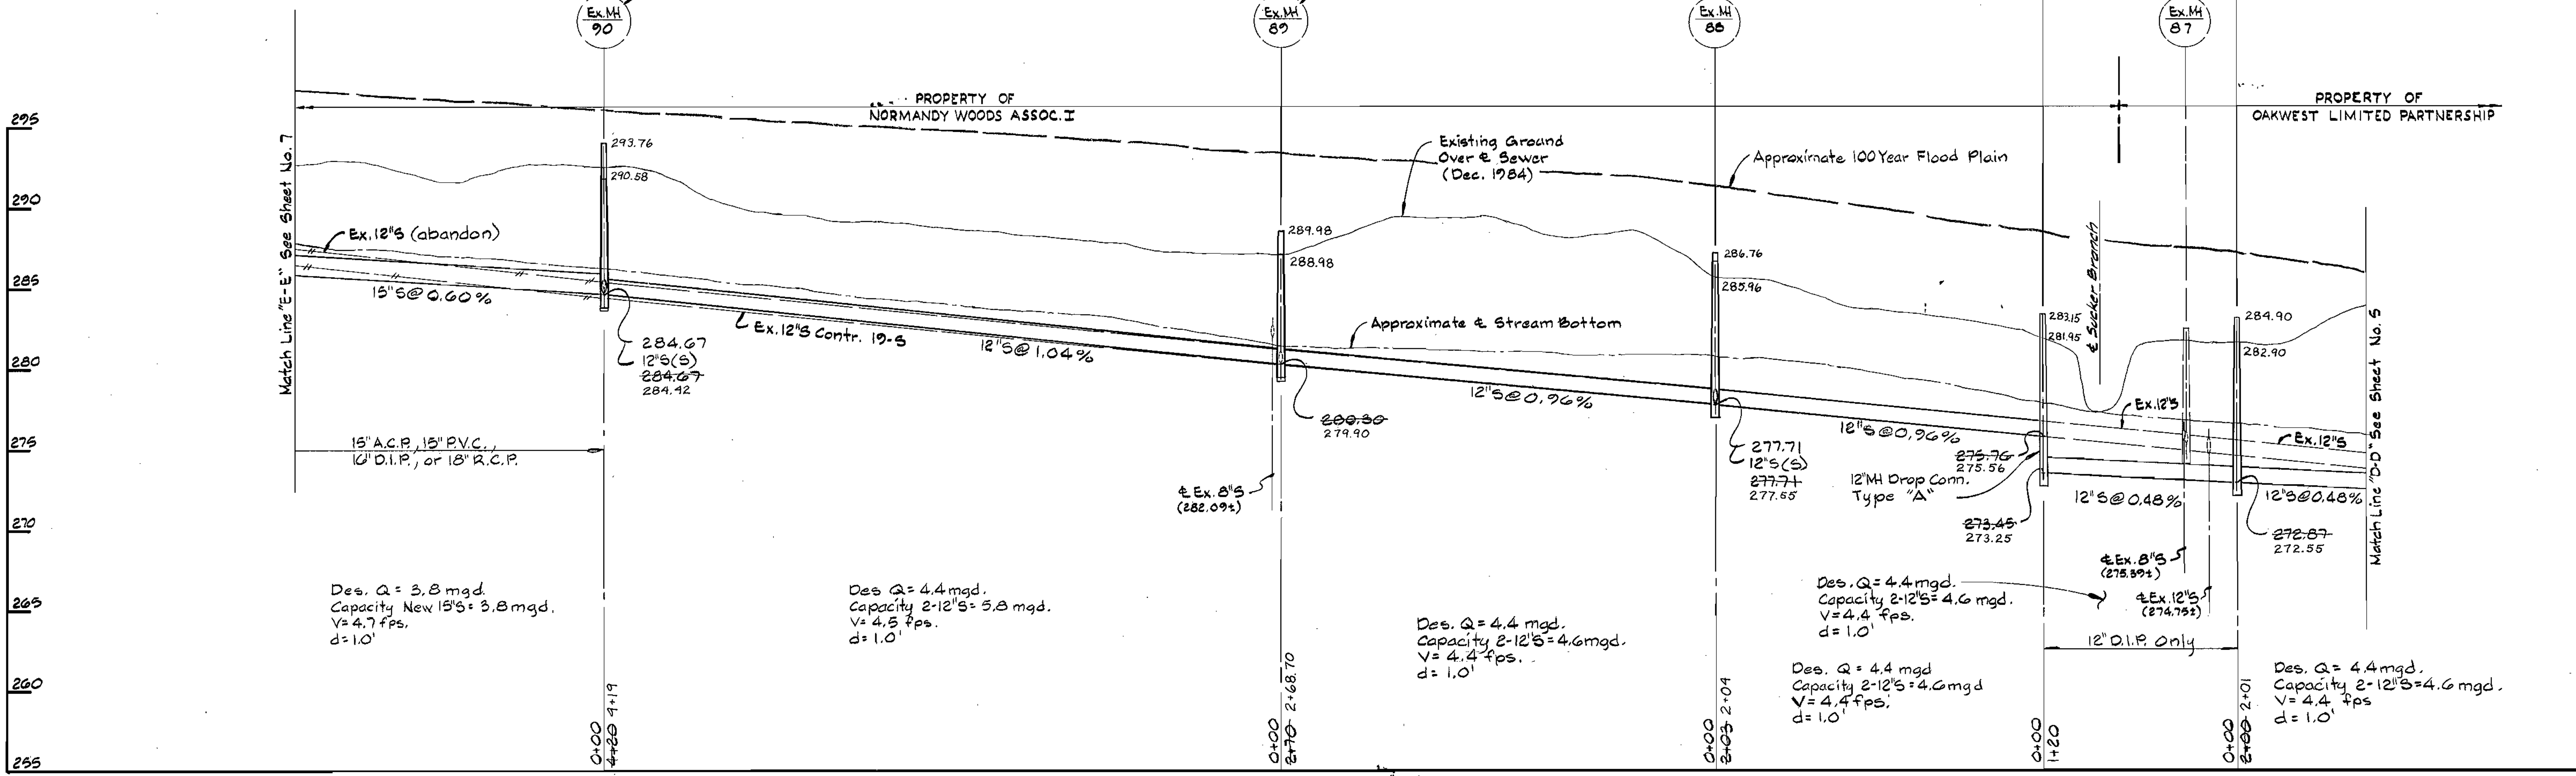 Ex.MH
90
Ex.MH
89
Ex.MH
88
Ex.MH
87
PROPERTY OF
NORMANDY WOODS ASSOC. I
PROPERTY OF
OAKWEST LIMITED PARTNERSHIP
295
290
285
280
275
270
265
260
255
Match Line "E-E" See Sheet No. 7
293.76
290.58
Ex.12"S (abandon)
15"S@0.60%
Ex.12"S Contr. 19-S
284.67
12"S(S)
284.67
284.42
12"S@1.04%
15" A.C.P., 15" P.V.C.,
16" D.I.P., or 18" R.C.P.
289.98
288.98
Existing Ground
Over ℄ Sewer
(Dec. 1984)
Approximate 100 Year Flood Plain
Approximate ℄ Stream Bottom
280.30
279.90
℄ Ex. 8"S
(282.09±)
12"S@0.96%
286.76
285.96
277.71
12"S(S)
277.71
277.55
12"S@0.96%
℄ Sucker Branch
283.15
281.95
275.76
275.56
12"MH Drop Conn.
Type "A"
273.45
273.25
Ex.12"S
Ex.12"S
284.90
282.90
12"S@0.48%
12"S@0.48%
272.87
272.55
℄ Ex. 8"S
(275.39±)
℄ Ex. 12"S
(274.75±)
Match Line "D-D" See Sheet No. 5
Des. Q = 3.8 mgd.
Capacity New 15"S = 3.8 mgd.
V = 4.7 fps.
d = 1.0'
Des Q = 4.4 mgd.
Capacity 2-12"S = 5.8 mgd.
V = 4.5 fps.
d = 1.0'
Des. Q = 4.4 mgd.
Capacity 2-12"S = 4.6 mgd.
V = 4.4 fps.
d = 1.0'
Des. Q = 4.4 mgd.
Capacity 2-12"S = 4.6 mgd.
V = 4.4 fps.
d = 1.0'
12" D.I.P. Only
Des. Q = 4.4 mgd
Capacity 2-12"S = 4.6 mgd
V = 4.4 fps.
d = 1.0'
Des. Q = 4.4 mgd.
Capacity 2-12"S = 4.6 mgd.
V = 4.4 fps
d = 1.0'
0+00
4+20 4+19
0+00
2+70 2+68.70
0+00
2+03 2+04
0+00
1+20
0+00
2+00 2+01